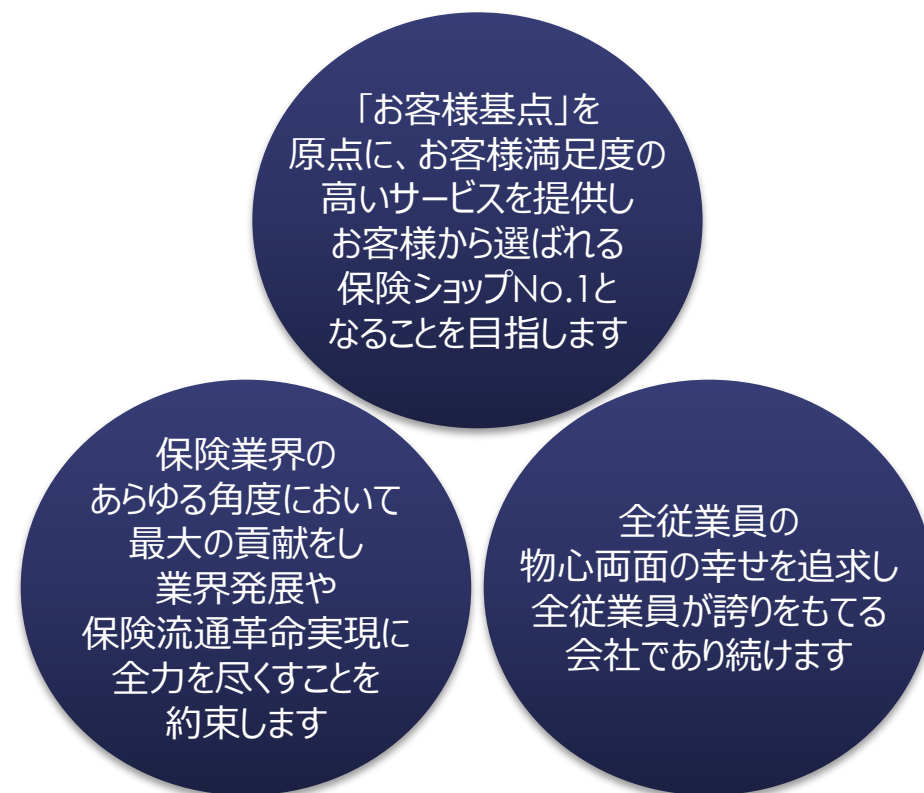 「お客様基点」を
原点に、お客様満足度の
高いサービスを提供し
お客様から選ばれる
保険ショップNo.1と
なることを目指します
保険業界の
あらゆる角度において
最大の貢献をし
業界発展や
保険流通革命実現に
全力を尽くすことを
約束します
全従業員の
物心両面の幸せを追求し
全従業員が誇りをもてる
会社であり続けます